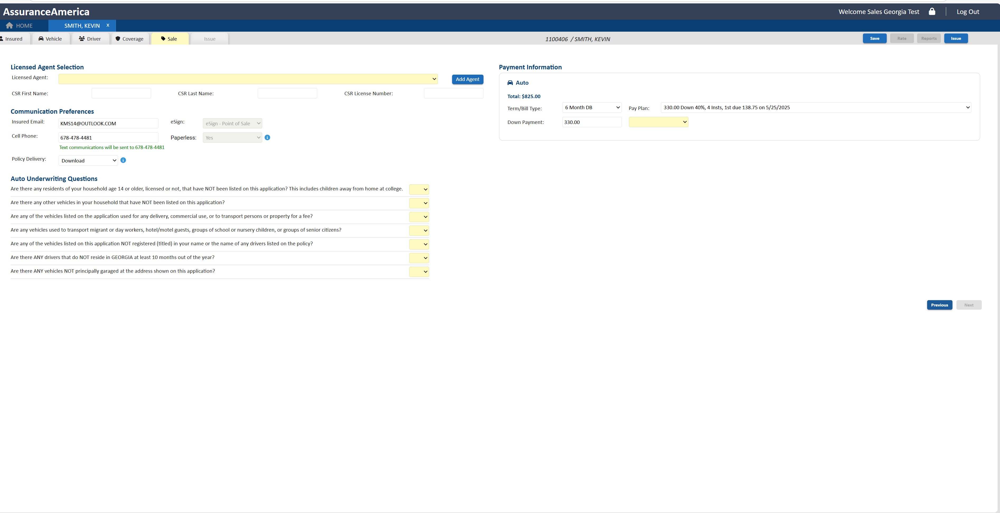 AssuranceAmerica
Welcome Sales Georgia Test
Log Out
HOME
SMITH, KEVIN x
Insured
Vehicle
Driver
Coverage
Sale
Issue
1100406 / SMITH, KEVIN
Save
Rate
Reports
Issue
Licensed Agent Selection
Licensed Agent:
Add Agent
CSR First Name:
CSR Last Name:
CSR License Number:
Communication Preferences
Insured Email: KMS14@OUTLOOK.COM
eSign: eSign - Point of Sale
Cell Phone: 678-478-4481
Paperless: Yes
Text communications will be sent to 678-478-4481
Policy Delivery: Download
Auto Underwriting Questions
Are there any residents of your household age 14 or older, licensed or not, that have NOT been listed on this application? This includes children away from home at college.
Are there any other vehicles in your household that have NOT been listed on this application?
Are any of the vehicles listed on the application used for any delivery, commercial use, or to transport persons or property for a fee?
Are any vehicles used to transport migrant or day workers, hotel/motel guests, groups of school or nursery children, or groups of senior citizens?
Are any of the vehicles listed on this application NOT registered (titled) in your name or the name of any drivers listed on the policy?
Are there ANY drivers that do NOT reside in GEORGIA at least 10 months out of the year?
Are there ANY vehicles NOT principally garaged at the address shown on this application?
Payment Information
Auto
Total: $825.00
Term/Bill Type: 6 Month DB
Pay Plan: 330.00 Down 40%, 4 Insts, 1st due 138.75 on 5/25/2025
Down Payment: 330.00
Previous
Next